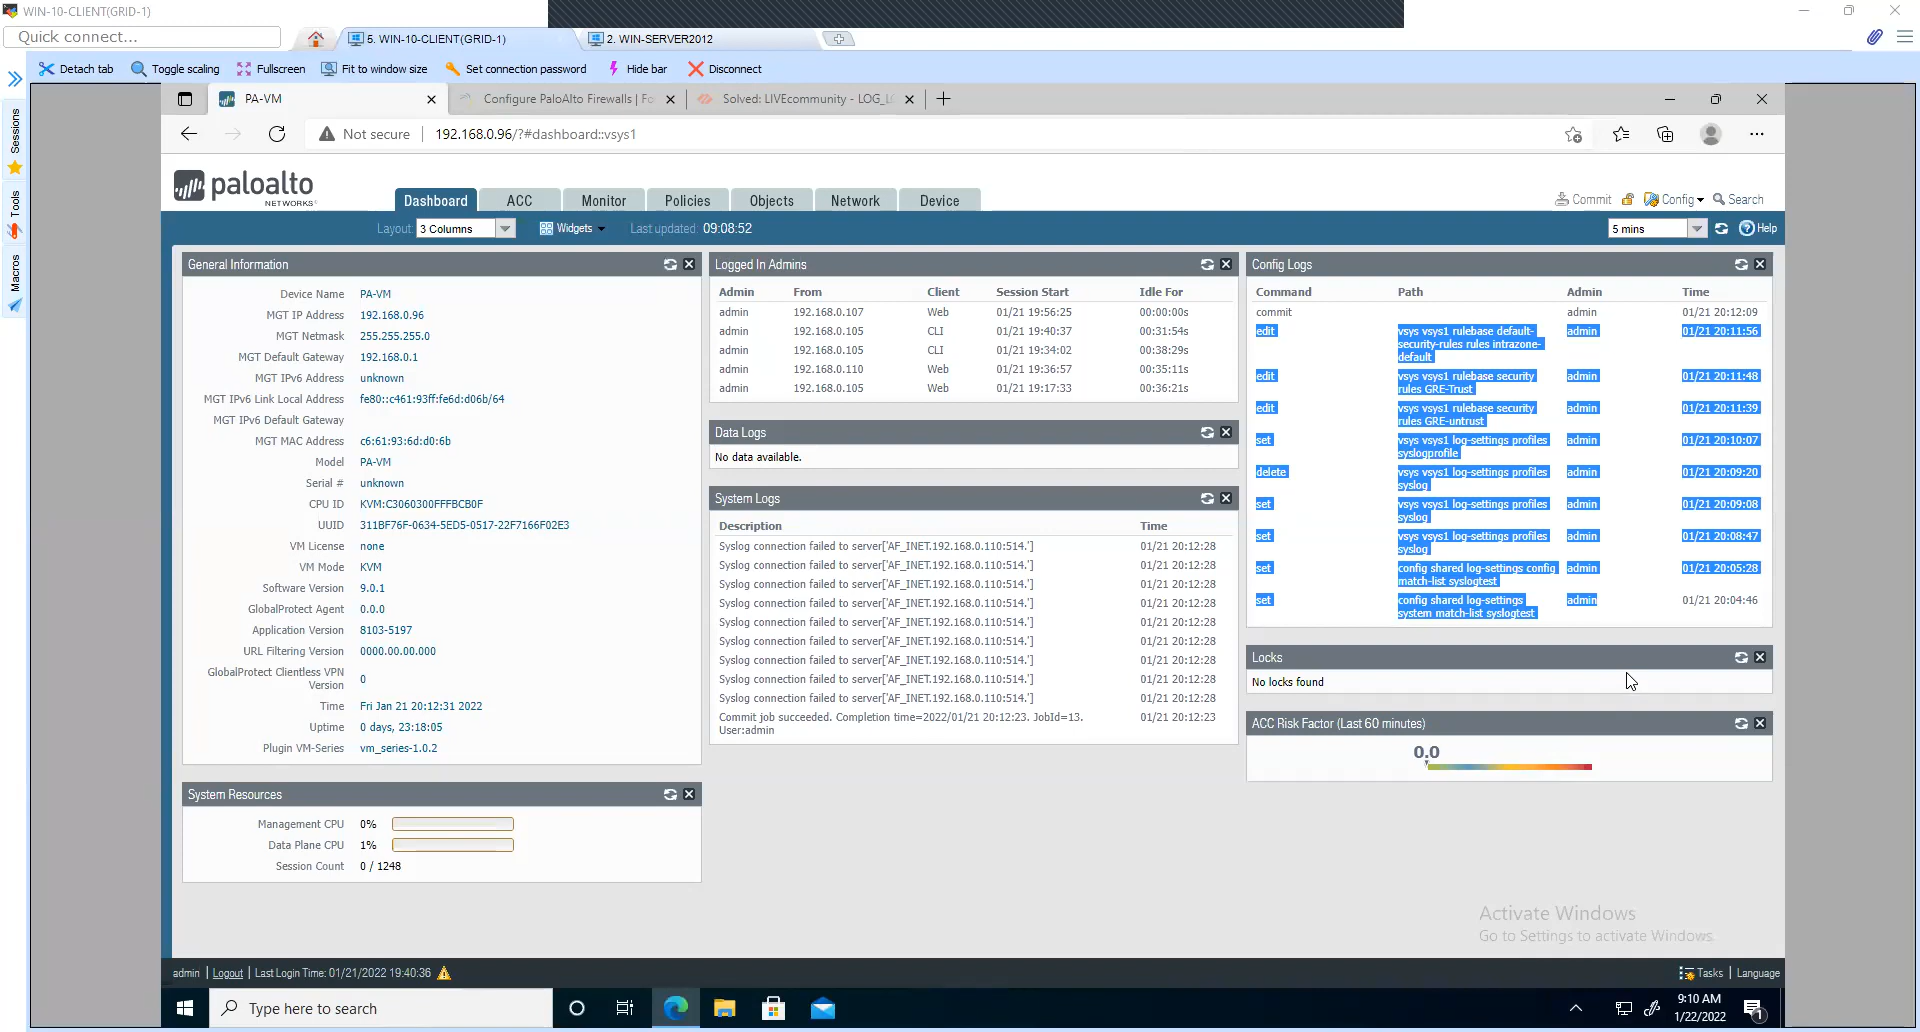 WIN-10-CLIENT(GRID-1)
Quick connect...
5. WIN-10-CLIENT(GRID-1)
2. WIN-SERVER2012
Detach tab
Toggle scaling
Fullscreen
Fit to window size
Set connection password
Hide bar
Disconnect
Sessions
Tools
Macros
PA-VM
Configure PaloAlto Firewalls | Fo
Solved: LIVEcommunity - LOG_L
Not secure
192.168.0.96/?#dashboard::vsys1
paloalto
NETWORKS
Dashboard
ACC
Monitor
Policies
Objects
Network
Device
Commit
Config
Search
Layout
3 Columns
Widgets
Last updated
09:08:52
5 mins
Help
General Information
Device Name PA-VM
MGT IP Address 192.168.0.96
MGT Netmask 255.255.255.0
MGT Default Gateway 192.168.0.1
MGT IPv6 Address unknown
MGT IPv6 Link Local Address fe80::c461:93ff:fe6d:d06b/64
MGT IPv6 Default Gateway
MGT MAC Address c6:61:93:6d:d0:6b
Model PA-VM
Serial # unknown
CPU ID KVM:C3060300FFFBCB0F
UUID 311BF76F-0634-5ED5-0517-22F7166F02E3
VM License none
VM Mode KVM
Software Version 9.0.1
GlobalProtect Agent 0.0.0
Application Version 8103-5197
URL Filtering Version 0000.00.00.000
GlobalProtect Clientless VPN
Version 0
Time Fri Jan 21 20:12:31 2022
Uptime 0 days, 23:18:05
Plugin VM-Series vm_series-1.0.2
System Resources
Management CPU 0%
Data Plane CPU 1%
Session Count 0 / 1248
Logged In Admins
Admin From Client Session Start Idle For
admin 192.168.0.107 Web 01/21 19:56:25 00:00:00s
admin 192.168.0.105 CLI 01/21 19:40:37 00:31:54s
admin 192.168.0.105 CLI 01/21 19:34:02 00:38:29s
admin 192.168.0.110 Web 01/21 19:36:57 00:35:11s
admin 192.168.0.105 Web 01/21 19:17:33 00:36:21s
Data Logs
No data available.
System Logs
Description Time
Syslog connection failed to server['AF_INET.192.168.0.110:514.'] 01/21 20:12:28
Syslog connection failed to server['AF_INET.192.168.0.110:514.'] 01/21 20:12:28
Syslog connection failed to server['AF_INET.192.168.0.110:514.'] 01/21 20:12:28
Syslog connection failed to server['AF_INET.192.168.0.110:514.'] 01/21 20:12:28
Syslog connection failed to server['AF_INET.192.168.0.110:514.'] 01/21 20:12:28
Syslog connection failed to server['AF_INET.192.168.0.110:514.'] 01/21 20:12:28
Syslog connection failed to server['AF_INET.192.168.0.110:514.'] 01/21 20:12:28
Syslog connection failed to server['AF_INET.192.168.0.110:514.'] 01/21 20:12:28
Syslog connection failed to server['AF_INET.192.168.0.110:514.'] 01/21 20:12:28
Commit job succeeded. Completion time=2022/01/21 20:12:23. JobId=13. 01/21 20:12:23
User:admin
Config Logs
Command Path Admin Time
commit admin 01/21 20:12:09
edit vsys vsys1 rulebase default- admin 01/21 20:11:56
security-rules rules intrazone-
default
edit vsys vsys1 rulebase security admin 01/21 20:11:48
rules GRE-Trust
edit vsys vsys1 rulebase security admin 01/21 20:11:39
rules GRE-untrust
set vsys vsys1 log-settings profiles admin 01/21 20:10:07
syslogprofile
delete vsys vsys1 log-settings profiles admin 01/21 20:09:20
syslog
set vsys vsys1 log-settings profiles admin 01/21 20:09:08
syslog
set vsys vsys1 log-settings profiles admin 01/21 20:08:47
syslog
set config shared log-settings config admin 01/21 20:05:28
match-list syslogtest
set config shared log-settings admin 01/21 20:04:46
system match-list syslogtest
Locks
No locks found
ACC Risk Factor (Last 60 minutes)
0.0
Activate Windows
Go to Settings to activate Windows.
admin | Logout | Last Login Time: 01/21/2022 19:40:36
Tasks | Language
Type here to search
9:10 AM
1/22/2022
1